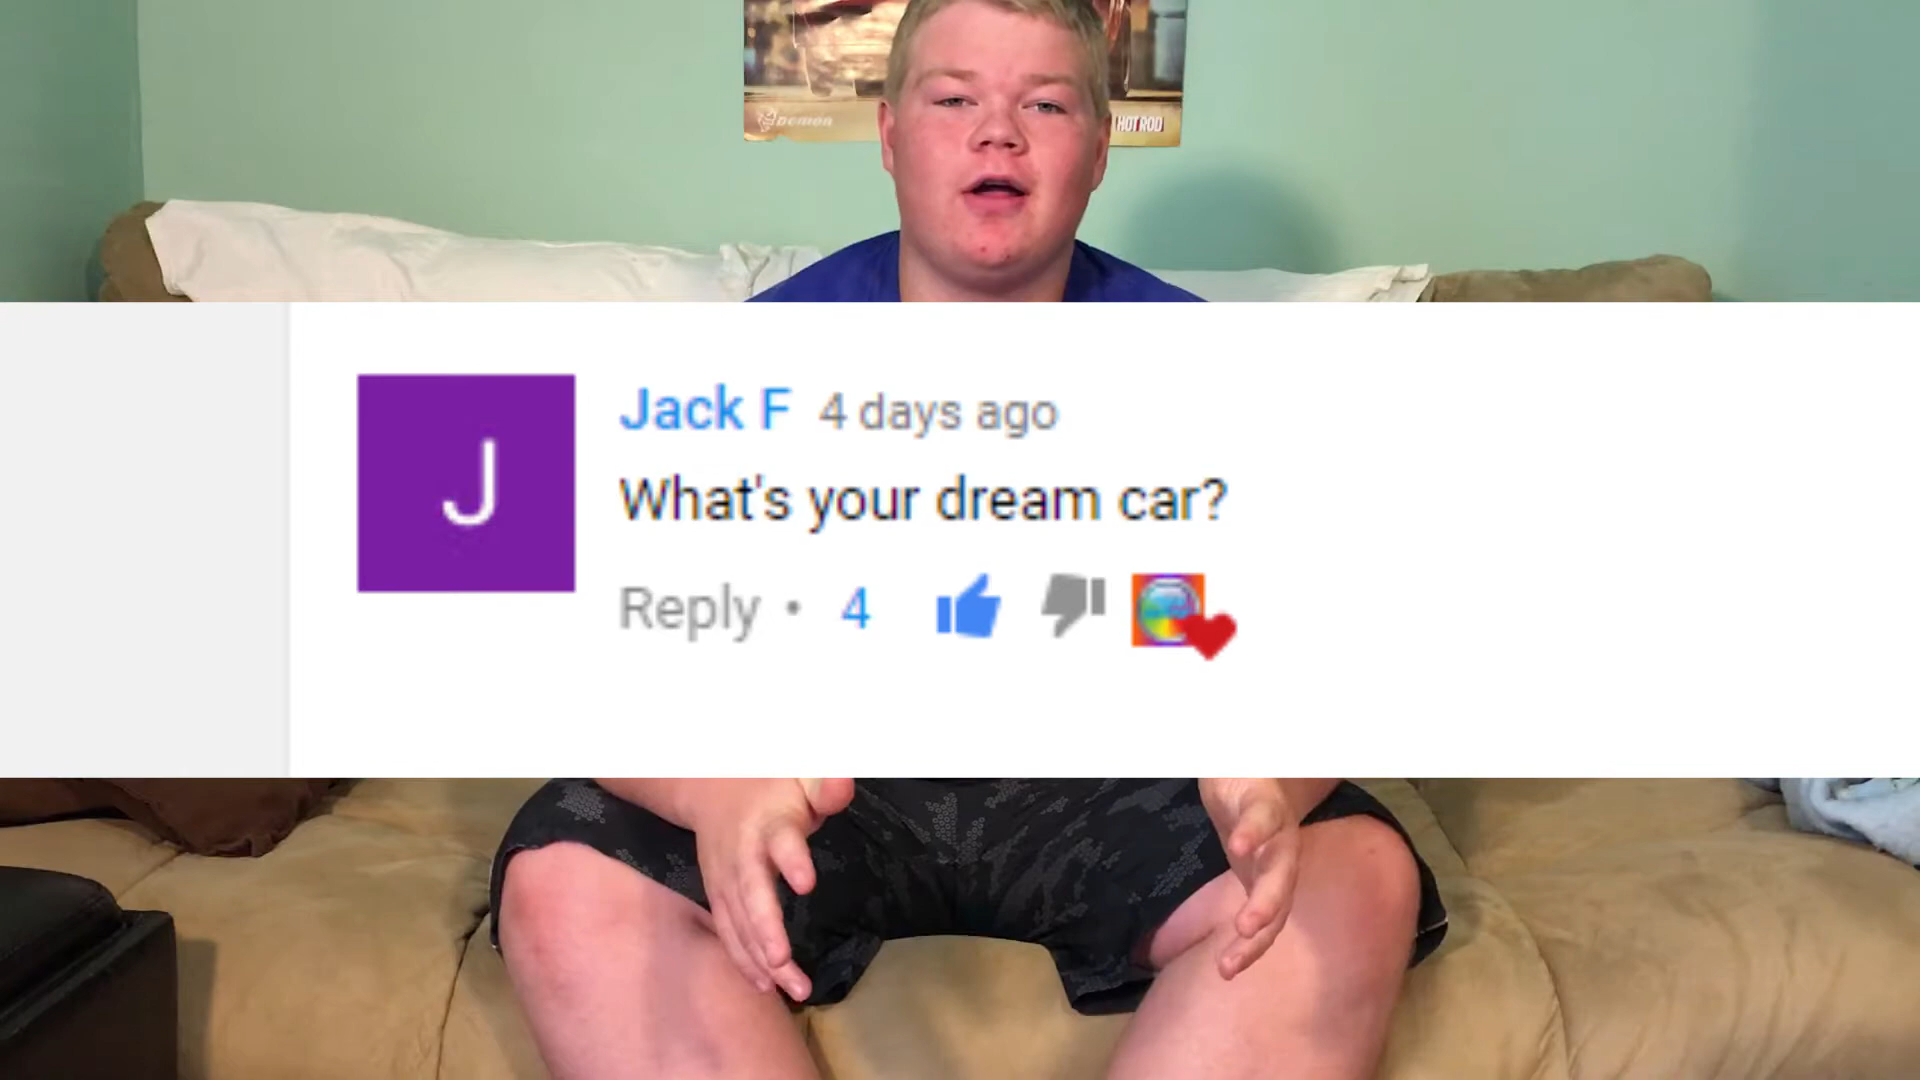 DEMON
HOT ROD
J
Jack F 4 days ago
What's your dream car?
Reply • 4